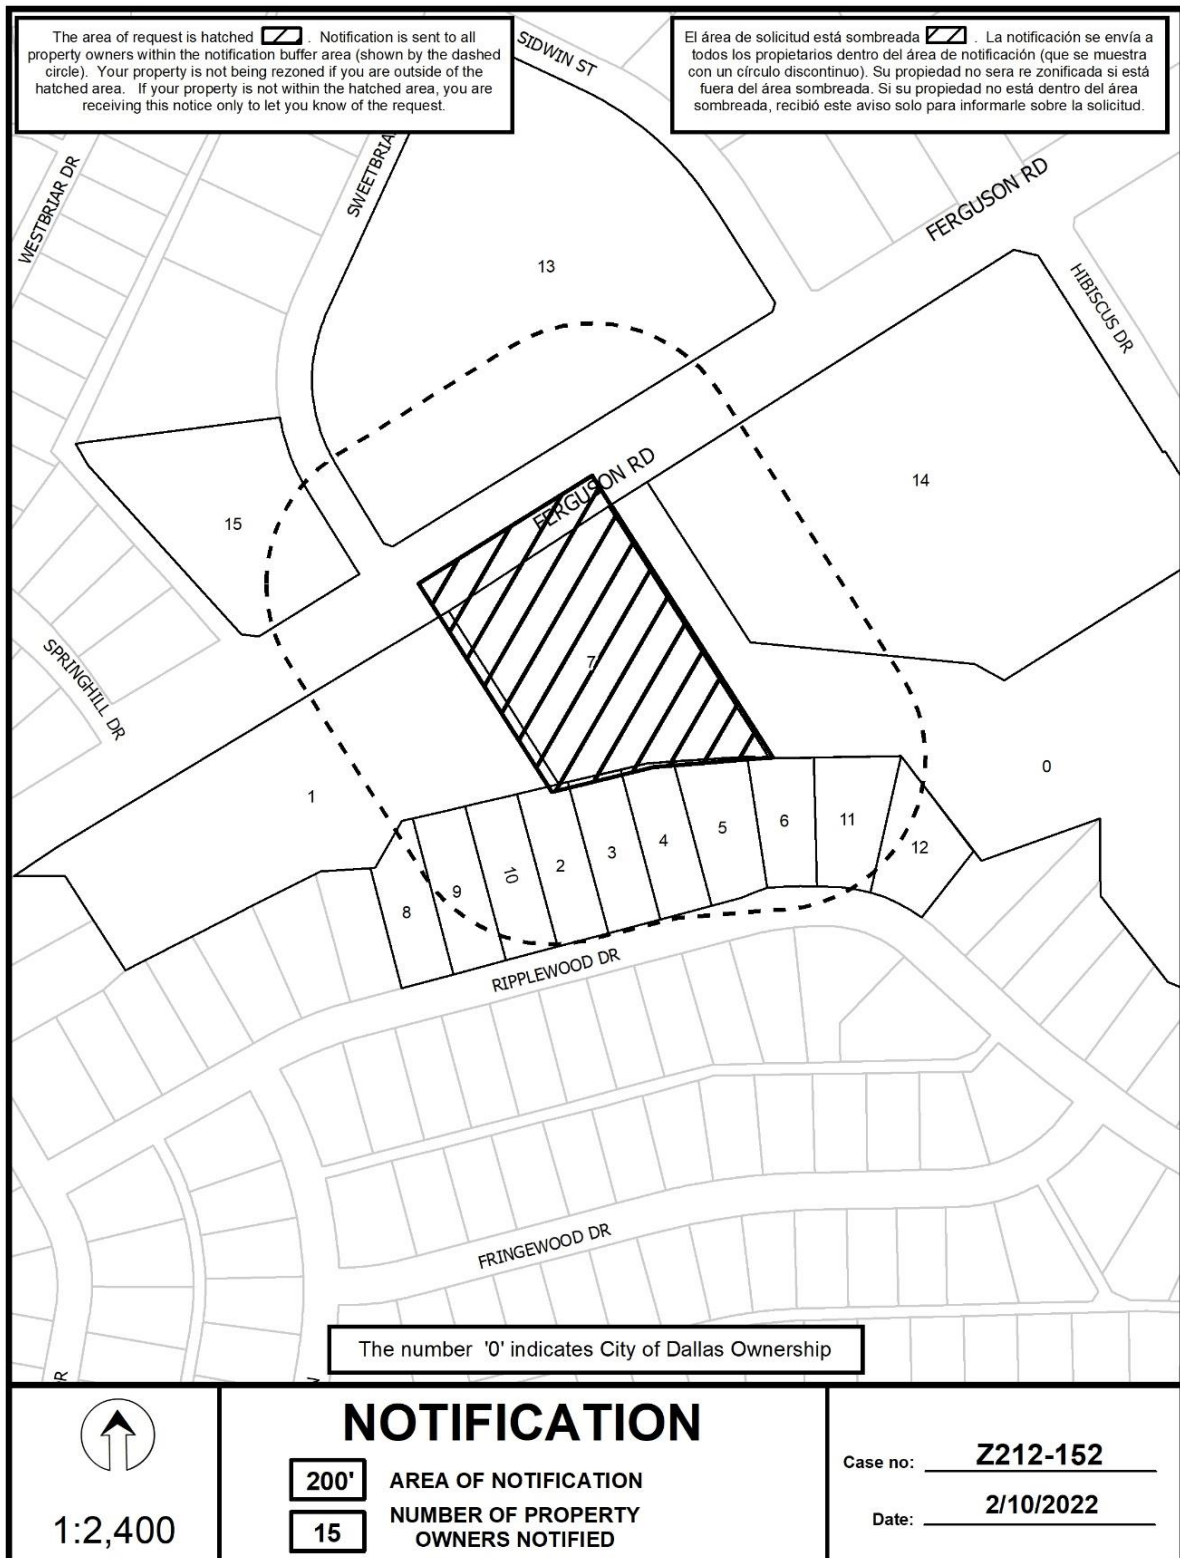 The area of request is hatched . Notification is sent to all
property owners within the notification buffer area (shown by the dashed
circle). Your property is not being rezoned if you are outside of the
hatched area. If your property is not within the hatched area, you are
receiving this notice only to let you know of the request.
El área de solicitud está sombreada . La notificación se envía a
todos los propietarios dentro del área de notificación (que se muestra
con un círculo discontinuo). Su propiedad no sera re zonificada si está
fuera del área sombreada. Si su propiedad no está dentro del área
sombreada, recibió este aviso solo para informarle sobre la solicitud.
SIDWIN ST
WESTBRIAR DR
SWEETBRIA
FERGUSON RD
HIBISCUS DR
13
FERGUSON RD
14
15
7
SPRINGHILL DR
0
1
8
9
10
2
3
4
5
6
11
12
RIPPLEWOOD DR
FRINGEWOOD DR
The number '0' indicates City of Dallas Ownership
R
1:2,400
NOTIFICATION
200' AREA OF NOTIFICATION
15 NUMBER OF PROPERTY
OWNERS NOTIFIED
Case no: Z212-152
Date: 2/10/2022